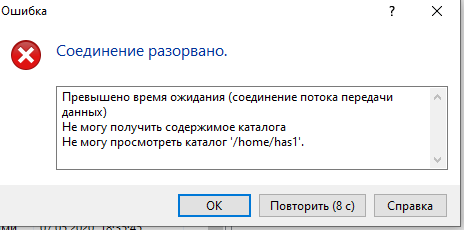 Ошибка
Соединение разорвано.
Превышено время ожидания (соединение потока передачи
данных)
Не могу получить содержимое каталога
Не могу просмотреть каталог '/home/has1'.
ОК
Повторить (8 с)
Справка